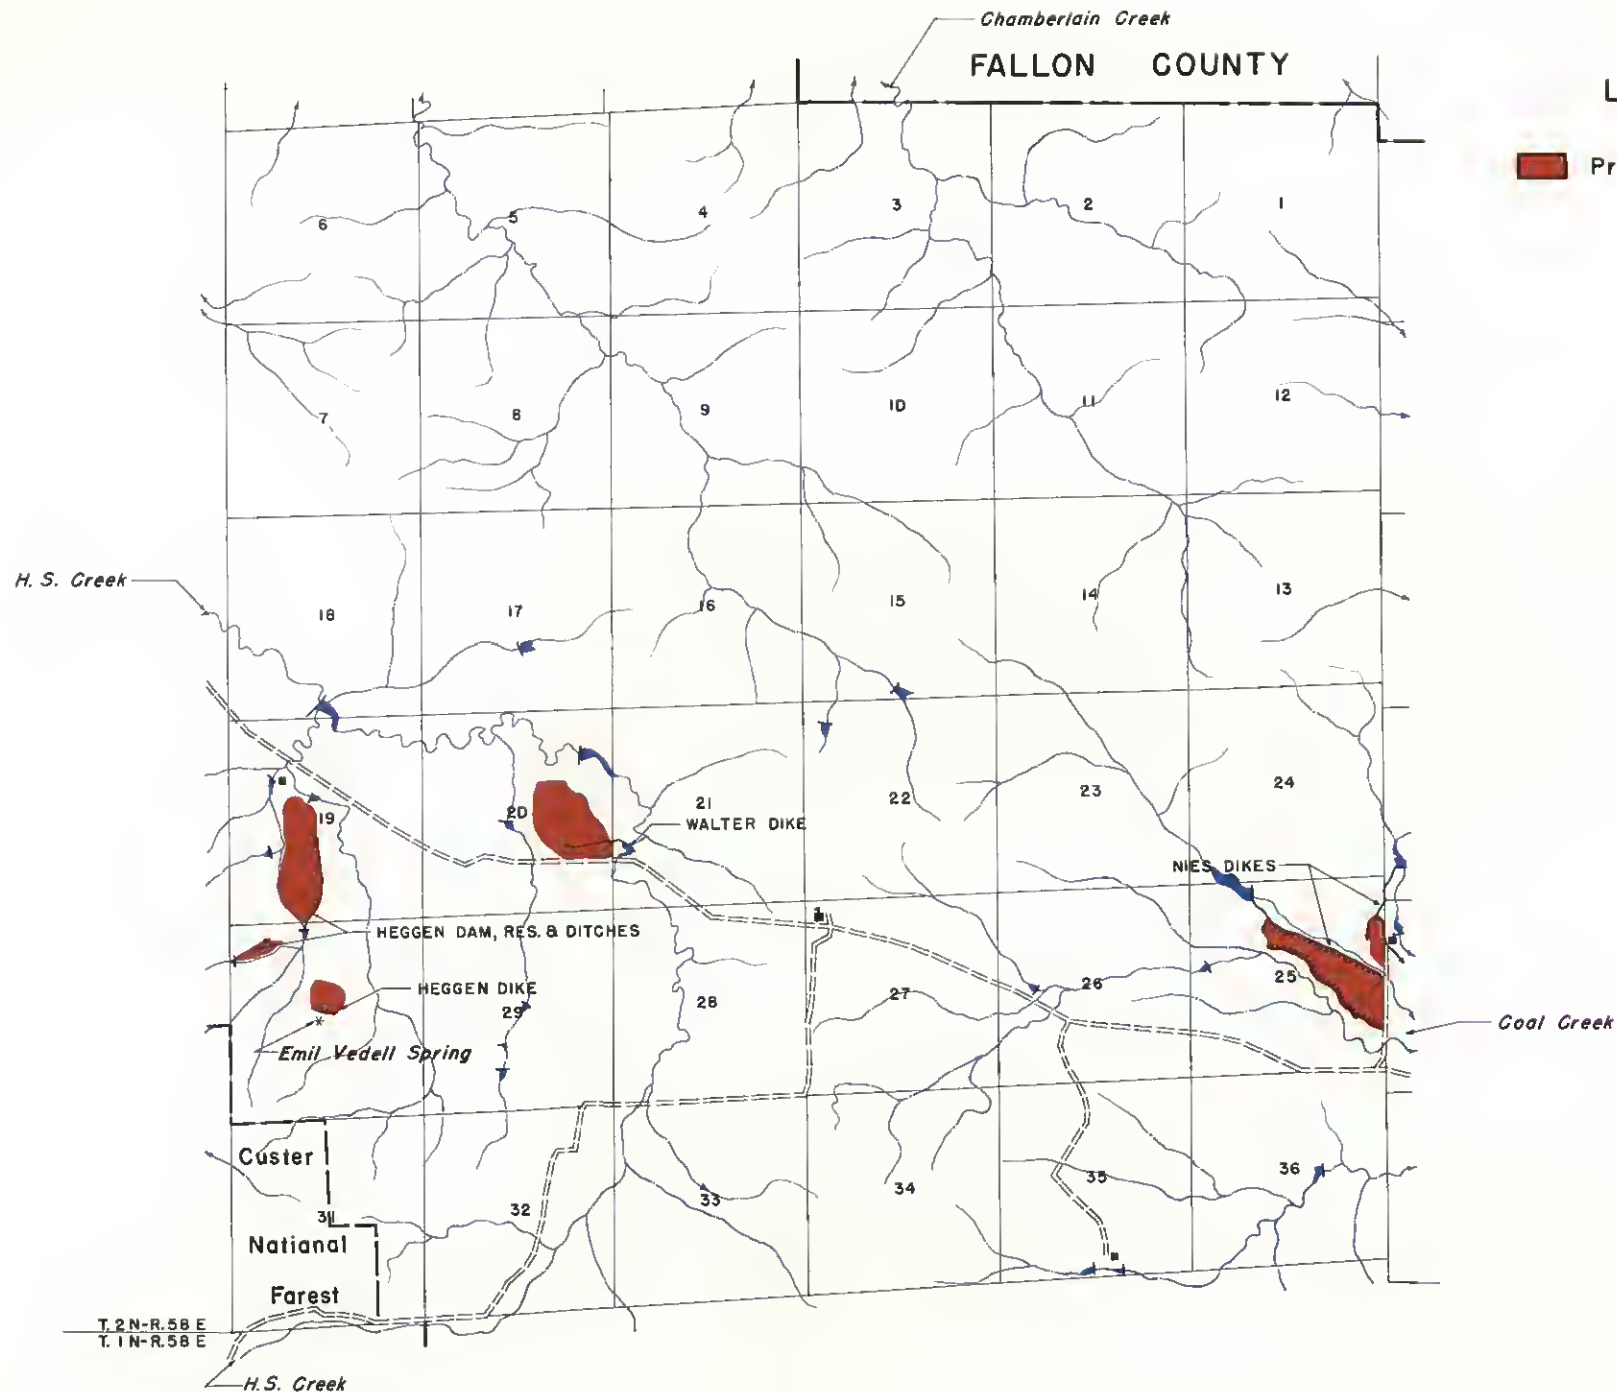 Chamberlain Creek
FALLON COUNTY
L
Pr
6
5
4
3
2
1
7
8
9
10
11
12
H. S. Creek
18
17
16
15
14
13
19
20
21
22
23
24
WALTER DIKE
NIES DIKES
HEGGEN DAM, RES. & DITCHES
HEGGEN DIKE
29
28
27
26
25
Emil Vedell Spring
Coal Creek
Custer
31
32
33
34
35
36
National
Forest
T. 2 N-R. 58 E
T. 1 N-R. 58 E
H.S. Creek